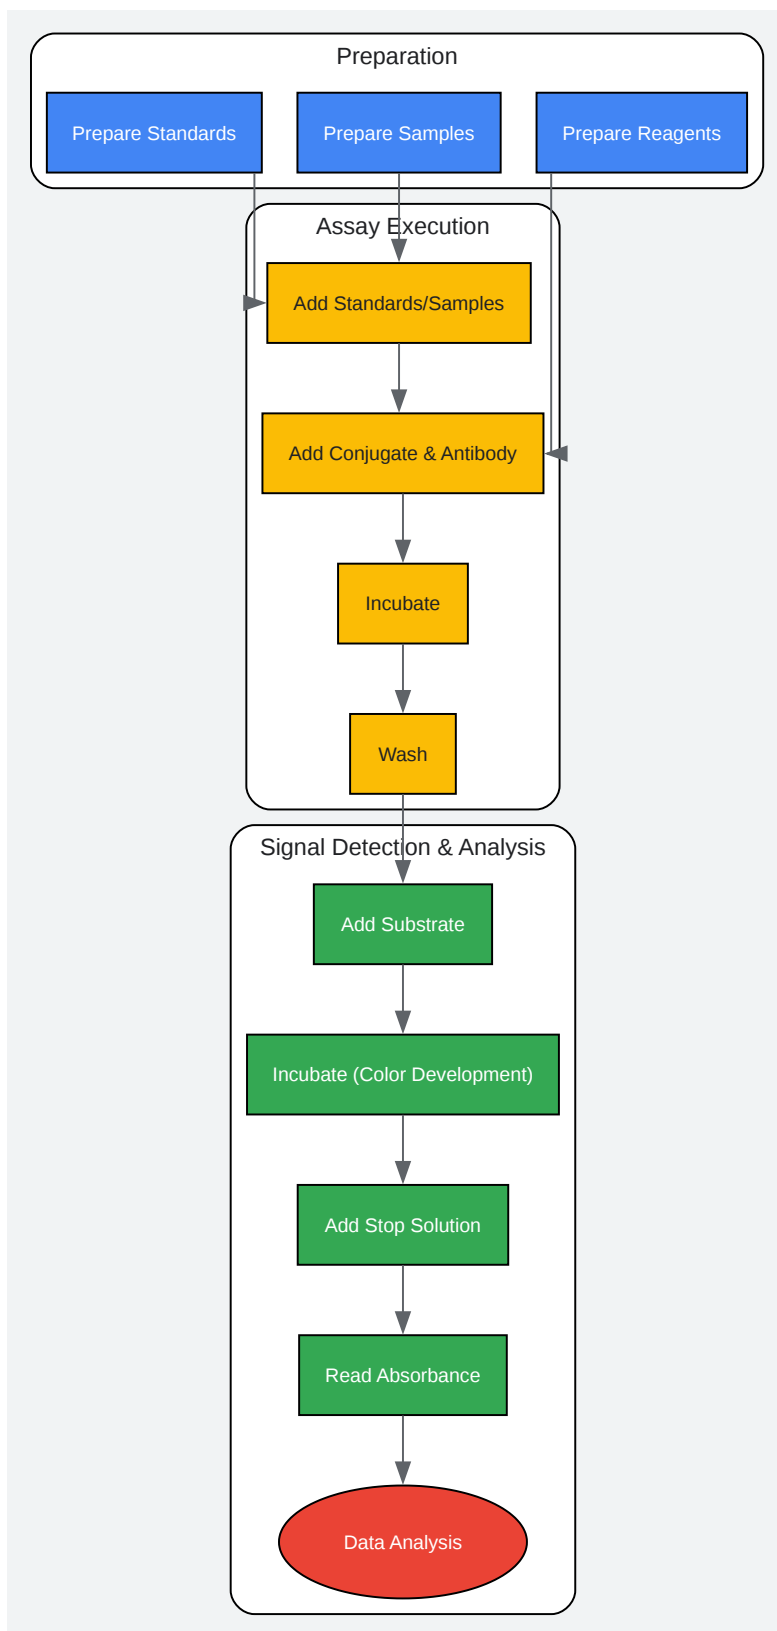 Preparation
Prepare Standards
Prepare Samples
Prepare Reagents
Assay Execution
Add Standards/Samples
Add Conjugate & Antibody
Incubate
Wash
Signal Detection & Analysis
Add Substrate
Incubate (Color Development)
Add Stop Solution
Read Absorbance
Data Analysis